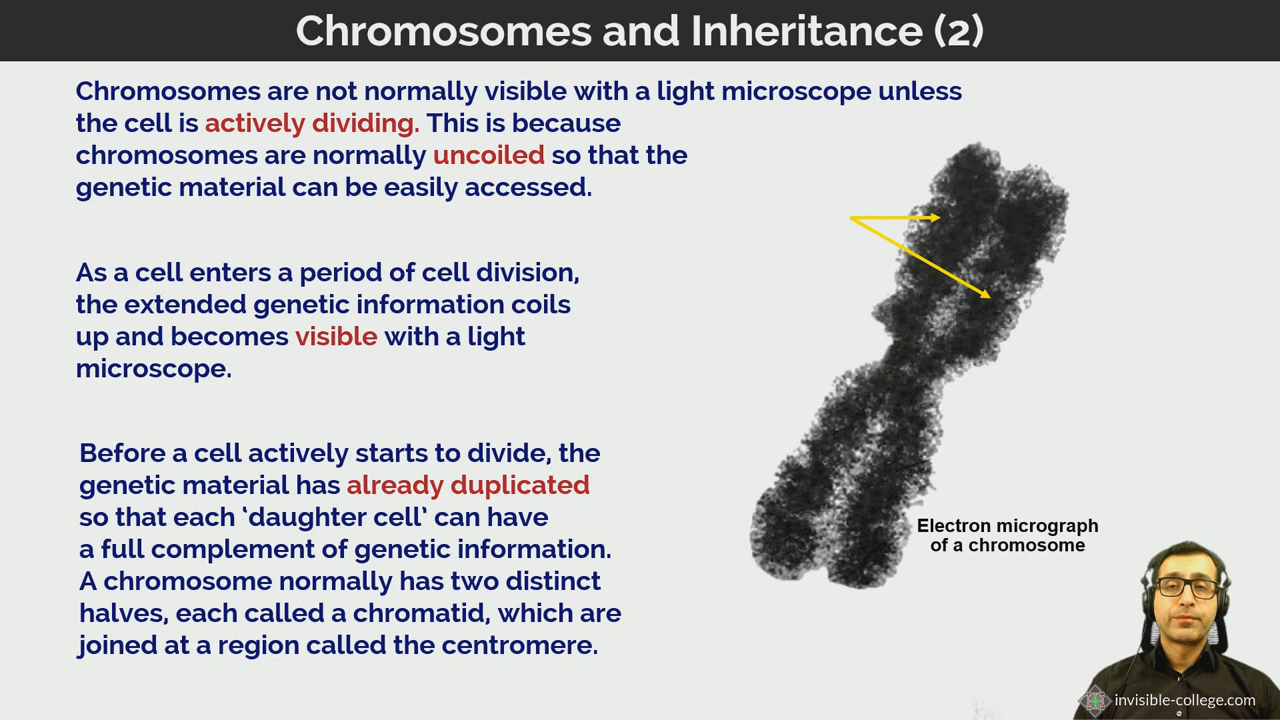 Chromosomes and Inheritance (2)
Chromosomes are not normally visible with a light microscope unless
the cell is actively dividing. This is because
chromosomes are normally uncoiled so that the
genetic material can be easily accessed.
As a cell enters a period of cell division,
the extended genetic information coils
up and becomes visible with a light
microscope.
Before a cell actively starts to divide, the
genetic material has already duplicated
so that each ‘daughter cell’ can have
a full complement of genetic information.
A chromosome normally has two distinct
halves, each called a chromatid, which are
joined at a region called the centromere.
Electron micrograph
of a chromosome
invisible-college.com